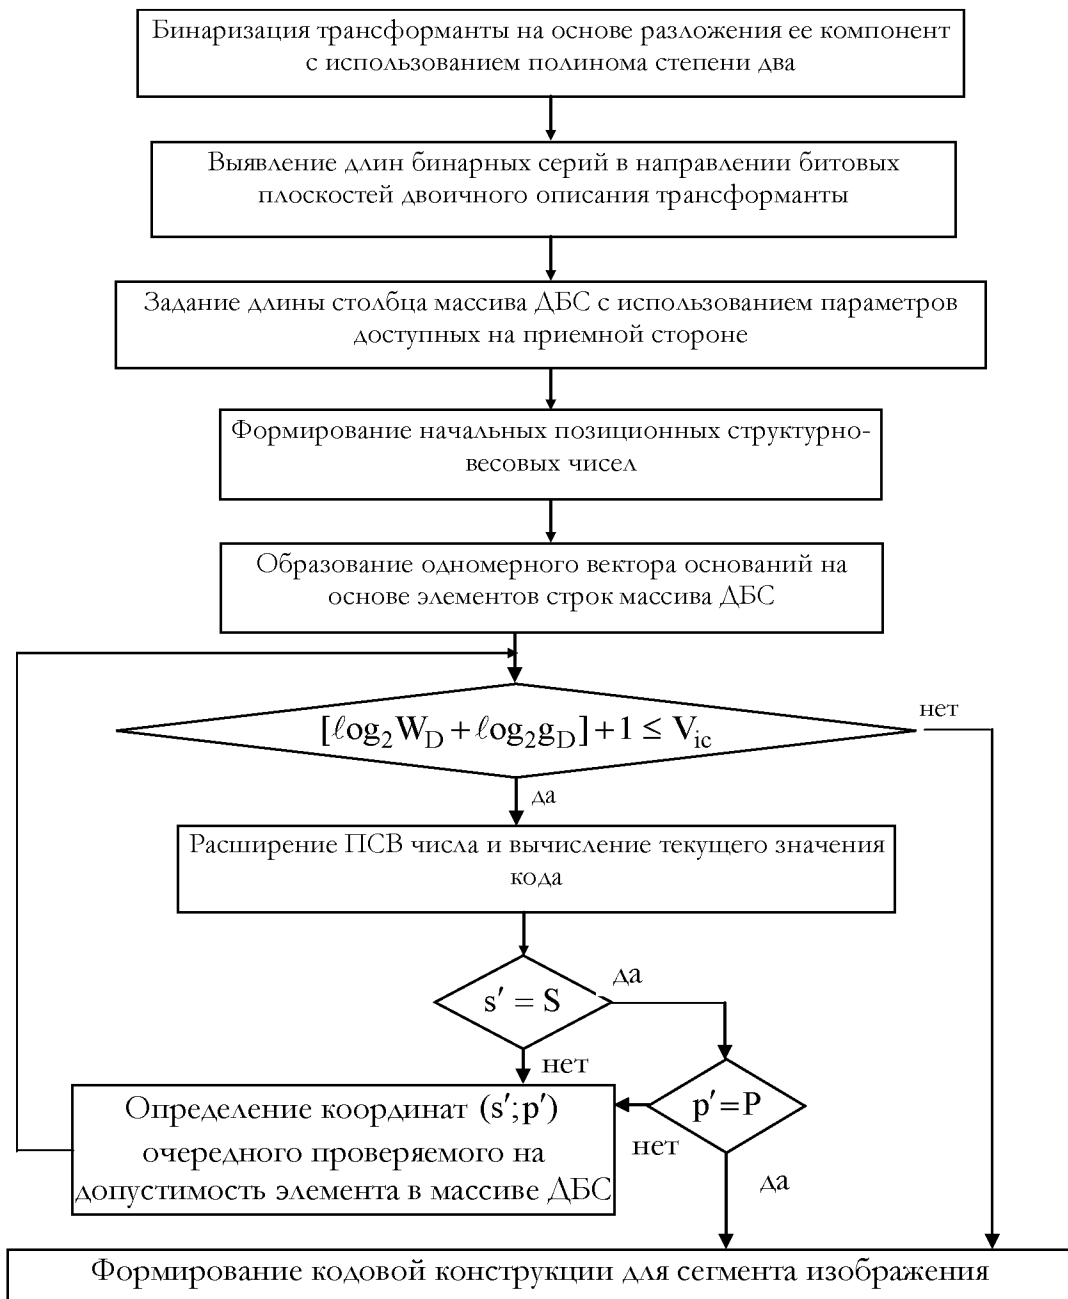 Бинаризация трансформанты на основе разложения ее компонент
с использованием полинома степени два
Выявление длин бинарных серий в направлении битовых
плоскостей двоичного описания трансформанты
Задание длины столбца массива ДБС с использованием параметров
доступных на приемной стороне
Формирование начальных позиционных структурно-
весовых чисел
Образование одномерного вектора оснований на
основе элементов строк массива ДБС
[ℓog₂W_D + ℓog₂g_D] + 1 ≤ V_ic
нет
да
Расширение ПСВ числа и вычисление текущего значения
кода
s′ = S
да
нет
p′ = P
нет
да
Определение координат (s′; p′)
очередного проверяемого на
допустимость элемента в массиве ДБС
Формирование кодовой конструкции для сегмента изображения